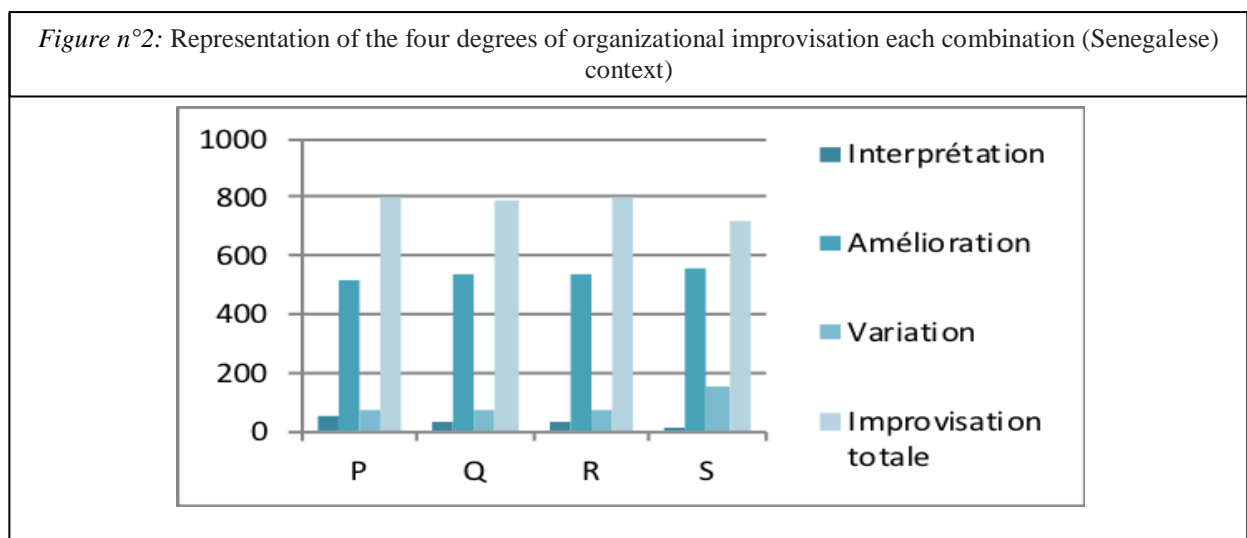 Figure n°2: Representation of the four degrees of organizational improvisation each combination (Senegalese)
context)
1000
800
600
400
200
0
P Q R S
Interprétation
Amélioration
Variation
Improvisation
totale